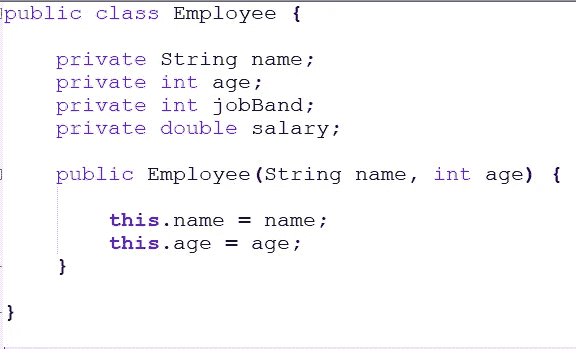 public class Employee {
private String name;
private int age;
private int jobBand;
private double salary;
public Employee(String name, int age) {
this.name = name;
this.age = age;
}
}